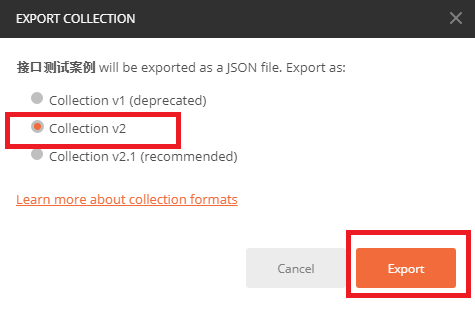 EXPORT COLLECTION
接口测试案例 will be exported as a JSON file. Export as:
Collection v1 (deprecated)
Collection v2
Collection v2.1 (recommended)
Learn more about collection formats
Cancel
Export